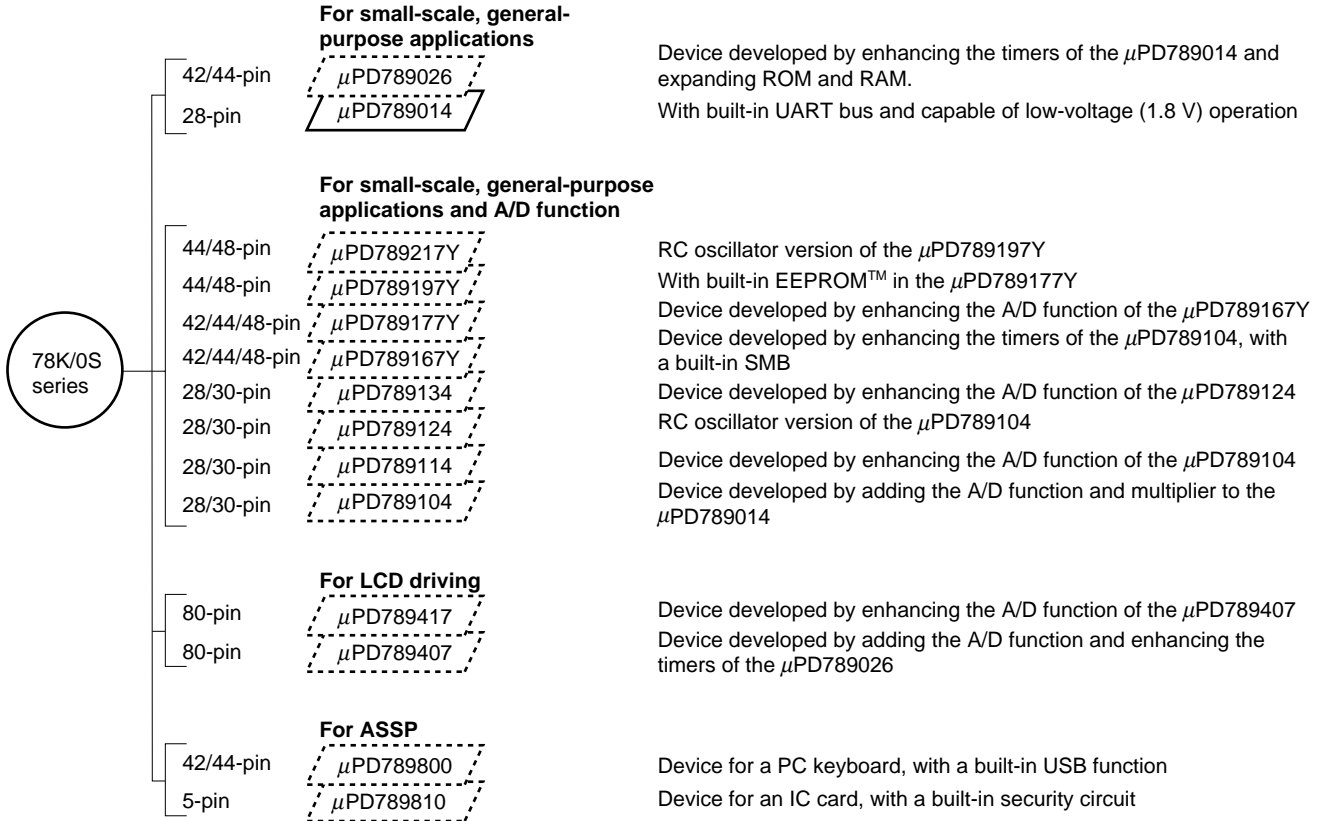 For small-scale, general-
purpose applications
42/44-pin μPD789026 Device developed by enhancing the timers of the μPD789014 and
expanding ROM and RAM.
28-pin μPD789014 With built-in UART bus and capable of low-voltage (1.8 V) operation
For small-scale, general-purpose
applications and A/D function
44/48-pin μPD789217Y RC oscillator version of the μPD789197Y
44/48-pin μPD789197Y With built-in EEPROM™ in the μPD789177Y
42/44/48-pin μPD789177Y Device developed by enhancing the A/D function of the μPD789167Y
42/44/48-pin μPD789167Y Device developed by enhancing the timers of the μPD789104, with
a built-in SMB
78K/0S
series
28/30-pin μPD789134 Device developed by enhancing the A/D function of the μPD789124
28/30-pin μPD789124 RC oscillator version of the μPD789104
28/30-pin μPD789114 Device developed by enhancing the A/D function of the μPD789104
28/30-pin μPD789104 Device developed by adding the A/D function and multiplier to the
μPD789014
For LCD driving
80-pin μPD789417 Device developed by enhancing the A/D function of the μPD789407
80-pin μPD789407 Device developed by adding the A/D function and enhancing the
timers of the μPD789026
For ASSP
42/44-pin μPD789800 Device for a PC keyboard, with a built-in USB function
5-pin μPD789810 Device for an IC card, with a built-in security circuit